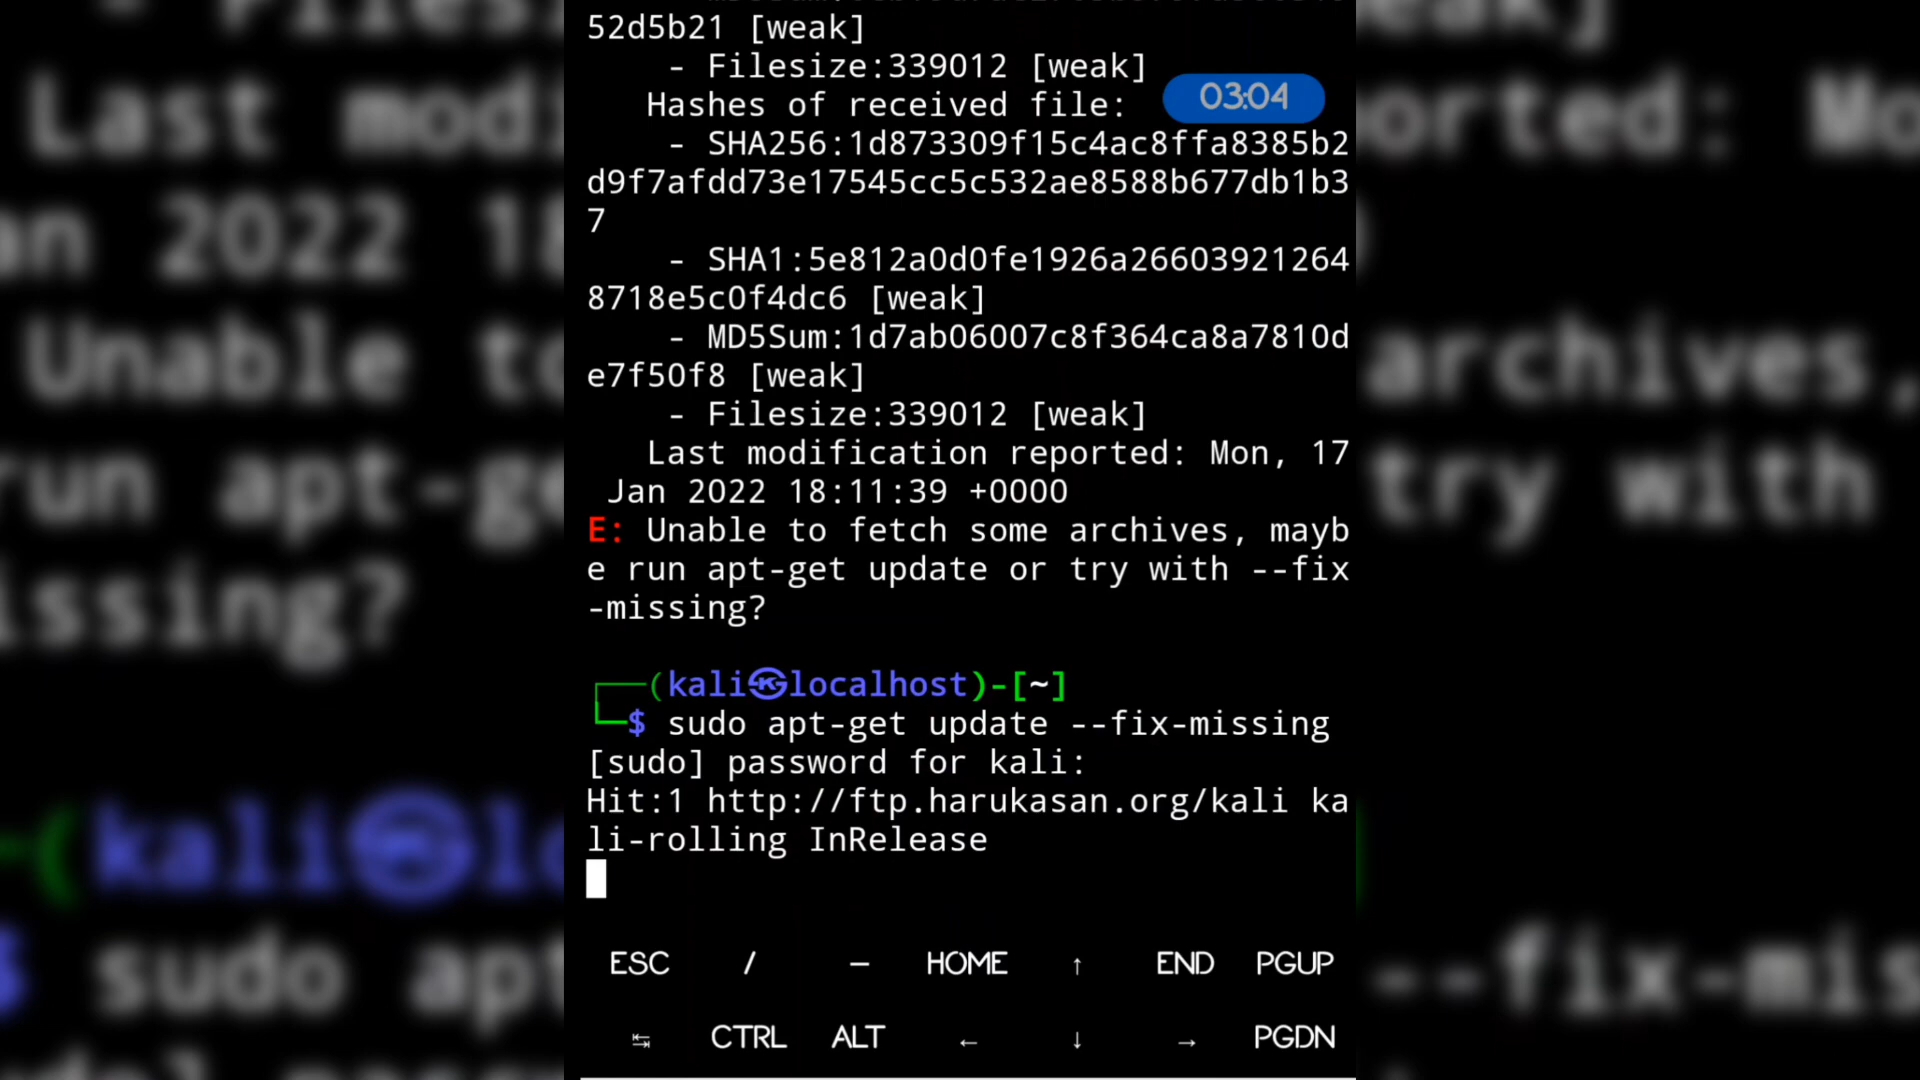 52d5b21 [weak]
- Filesize:339012 [weak]
Hashes of received file:
03:04
- SHA256:1d873309f15c4ac8ffa8385b2
d9f7afdd73e17545cc5c532ae8588b677db1b3
7
- SHA1:5e812a0d0fe1926a26603921264
8718e5c0f4dc6 [weak]
- MD5Sum:1d7ab06007c8f364ca8a7810d
e7f50f8 [weak]
- Filesize:339012 [weak]
Last modification reported: Mon, 17
Jan 2022 18:11:39 +0000
E: Unable to fetch some archives, mayb
e run apt-get update or try with --fix
-missing?
(kali㉿localhost)-[~]
$ sudo apt-get update --fix-missing
[sudo] password for kali:
Hit:1 http://ftp.harukasan.org/kali ka
li-rolling InRelease
ESC / — HOME ↑ END PGUP
↹ CTRL ALT ← ↓ → PGDN